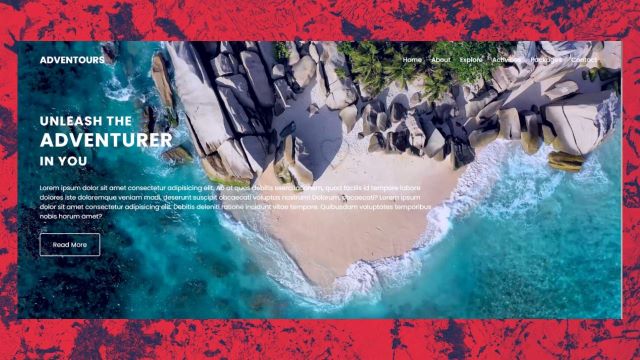 ADVENTOURS
Home About Explore Activities Packages Contact
UNLEASH THE
ADVENTURER
IN YOU
Lorem ipsum dolor sit amet consectetur adipisicing elit. Ab at quos debitis exercitationem, quod facilis id tempore labore
dolores iste doloremque veniam modi, deserunt suscipit obcaecati voluptas nostrum! Dolorum, obcaecati? Lorem ipsum
dolor sit amet consectetur adipisicing elit. Debitis deleniti ratione incidunt vitae tempore. Quibusdam voluptates temporibus
nobis harum amet?
Read More